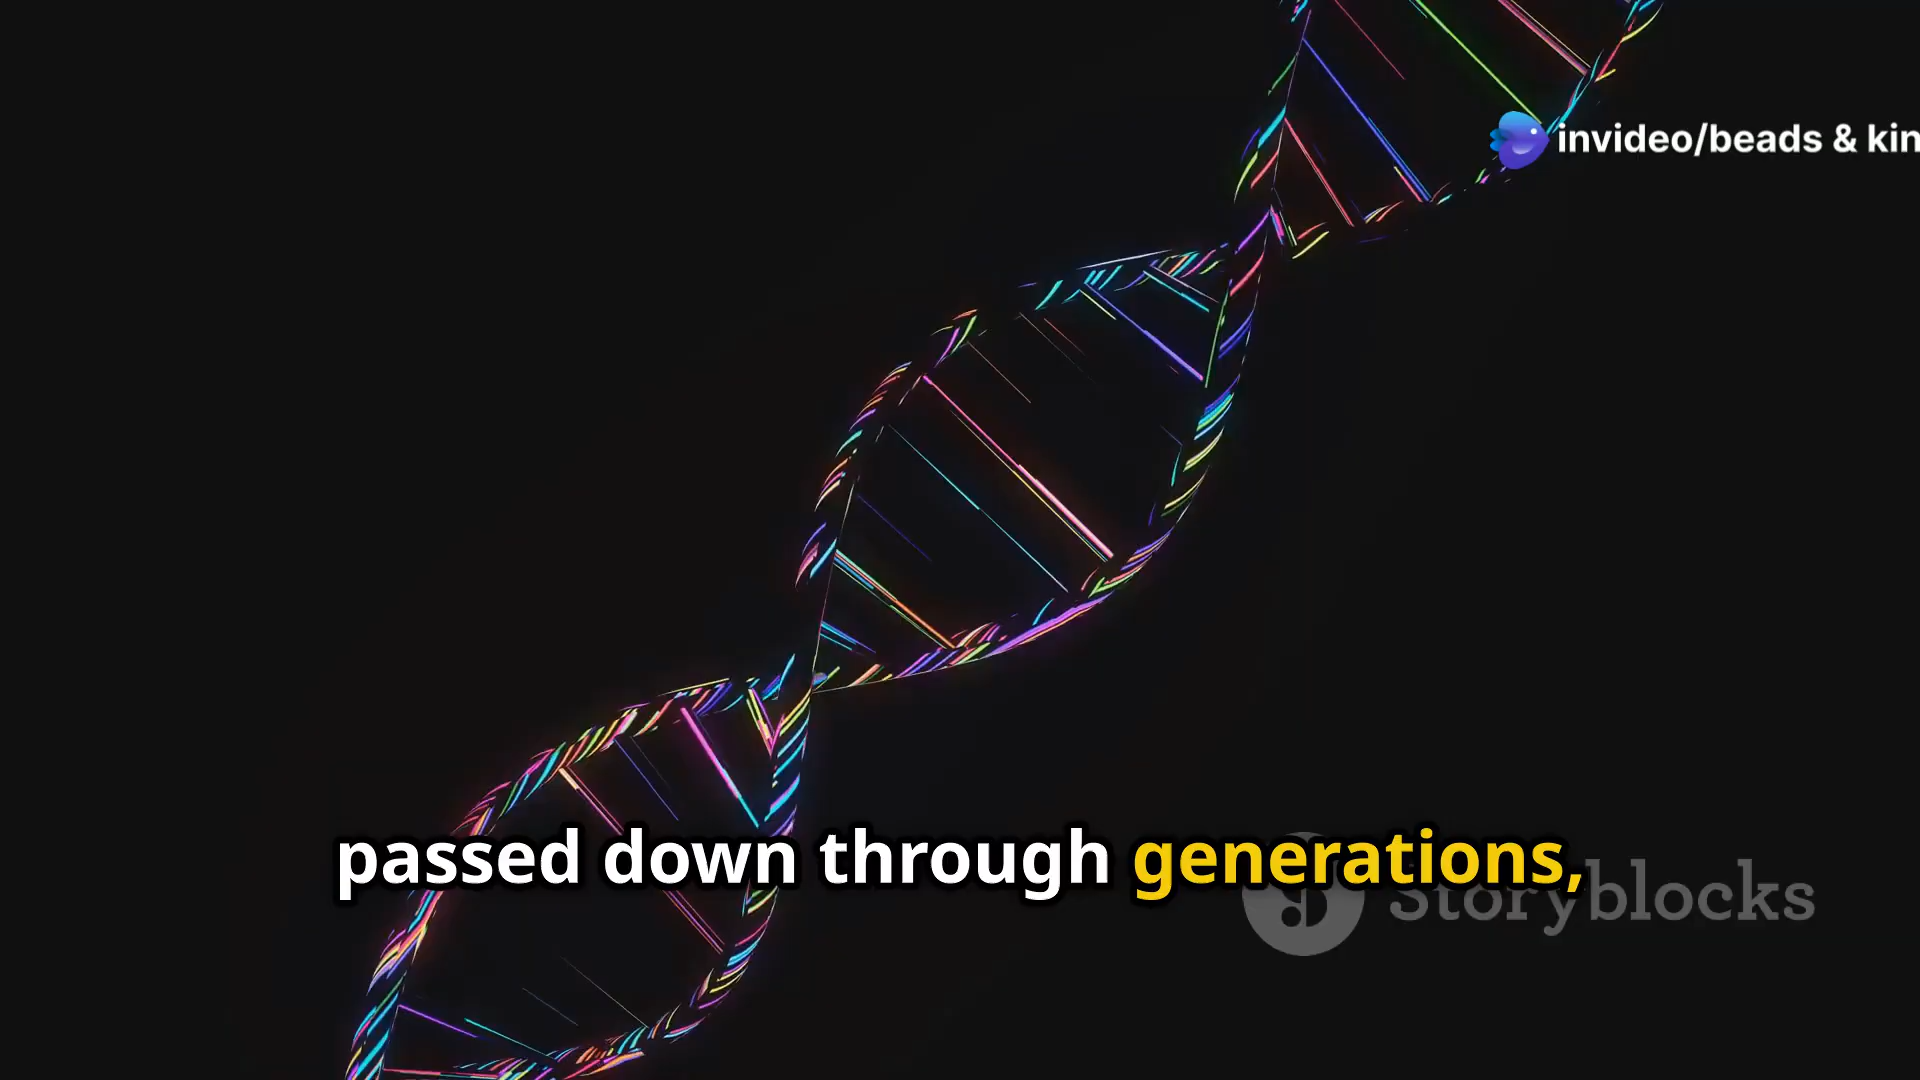 invideo/beads & kin
passed down through generations,
Storyblocks